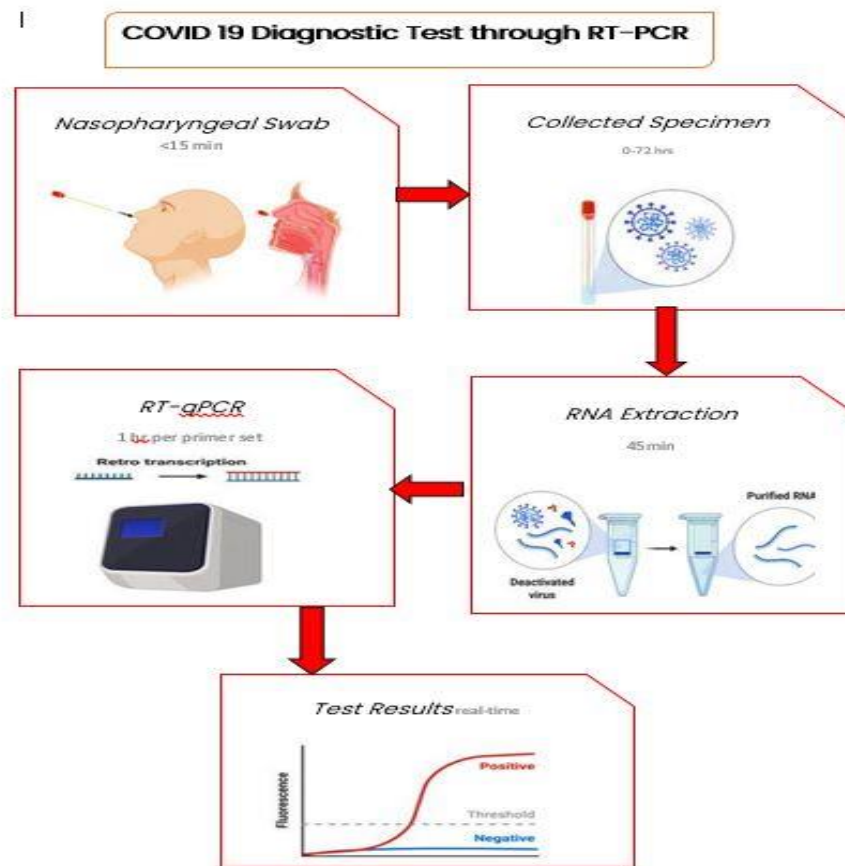 COVID 19 Diagnostic Test through RT-PCR
Nasopharyngeal Swab
<15 min
Collected Specimen
0-72 hrs
RNA Extraction
45 min
Purified RNA
Deactivated
virus
RT-qPCR
1 hr per primer set
Retro transcription
Test Results real-time
Fluorescence
Positive
Threshold
Negative